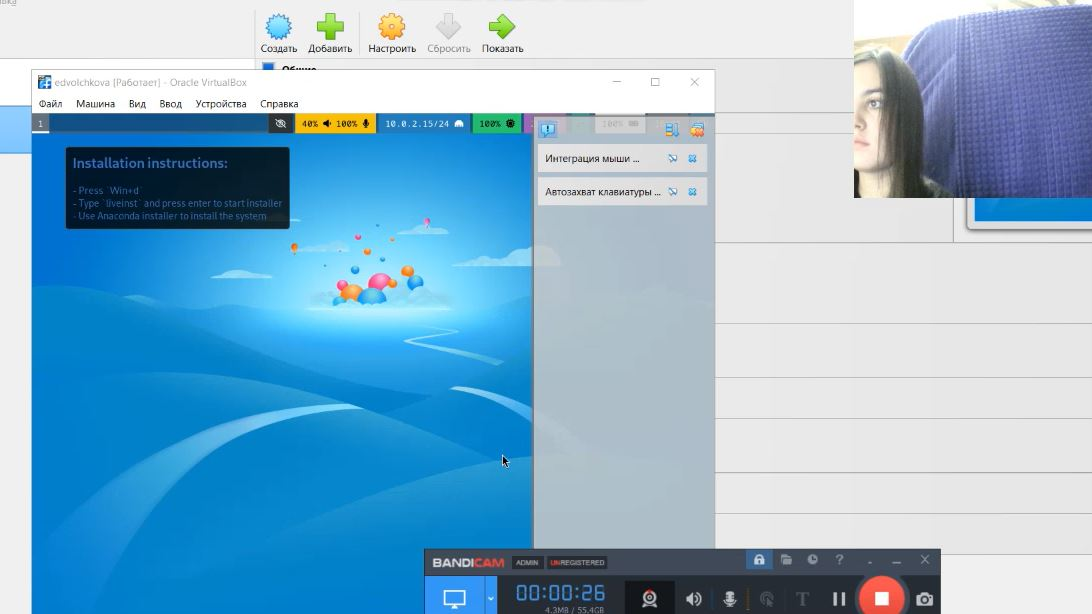 Создать
Добавить
Настроить
Сбросить
Показать
Общие
edvolchkova [Работает] - Oracle VirtualBox
Файл
Машина
Вид
Ввод
Устройства
Справка
1
40%
100%
10.0.2.15/24
100%
100%
Installation instructions:
- Press `Win+d`
- Type `liveinst` and press enter to start installer
- Use Anaconda installer to install the system
Интеграция мыши ...
Автозахват клавиатуры ...
BANDICAM
ADMIN
UNREGISTERED
?
00:00:26
4.3MB / 55.4GB
T